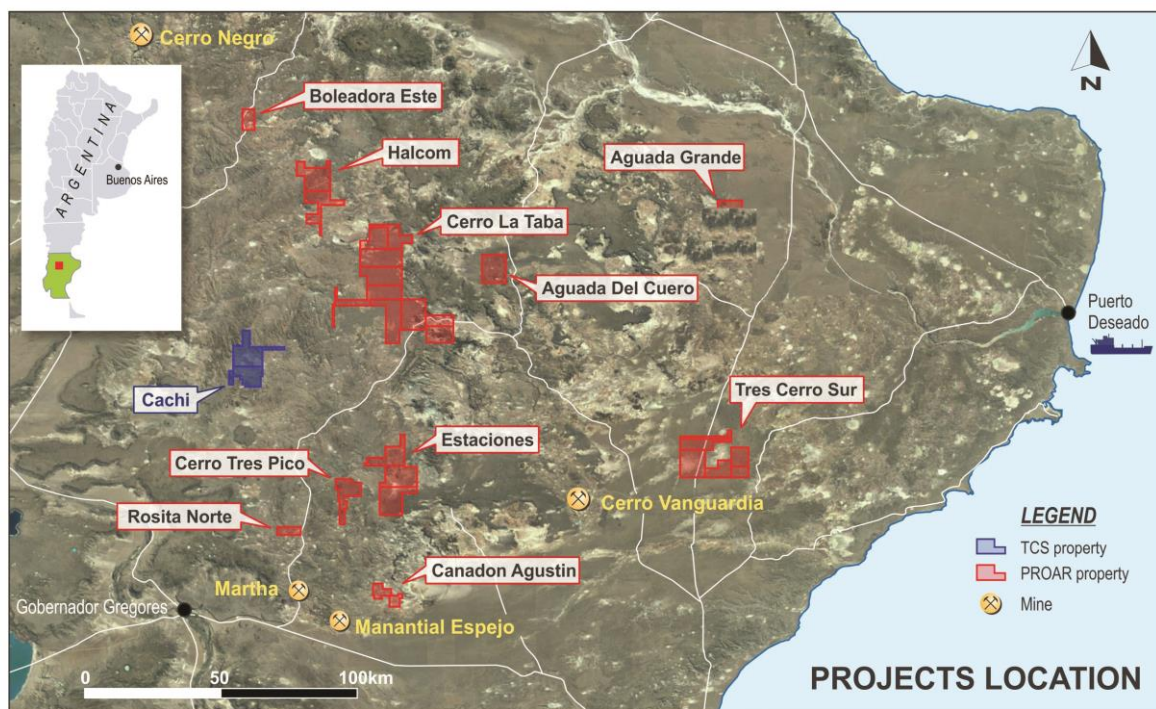 Cerro Negro
N
ARGENTINA
Buenos Aires
Boleadora Este
Halcom
Aguada Grande
Cerro La Taba
Aguada Del Cuero
Puerto
Deseado
Cachi
Tres Cerro Sur
Estaciones
Cerro Tres Pico
Cerro Vanguardia
Rosita Norte
LEGEND
TCS property
PROAR property
Mine
Canadon Agustin
Martha
Gobernador Gregores
Manantial Espejo
0 50 100km
PROJECTS LOCATION